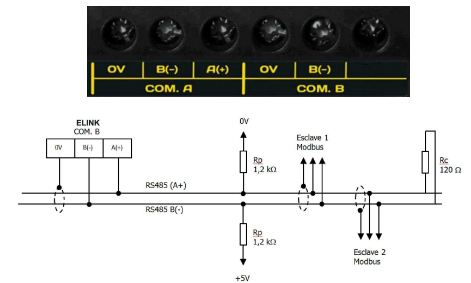 0V B(-) A(+) 0V B(-)
COM. A COM. B
ELINK
COM. B
0V B(-) A(+)
0V
Rp
1,2 kΩ
Esclave 1
Modbus
Rc
120 Ω
RS485 (A+)
RS485 B(-)
Rp
1,2 kΩ
Esclave 2
Modbus
+5V